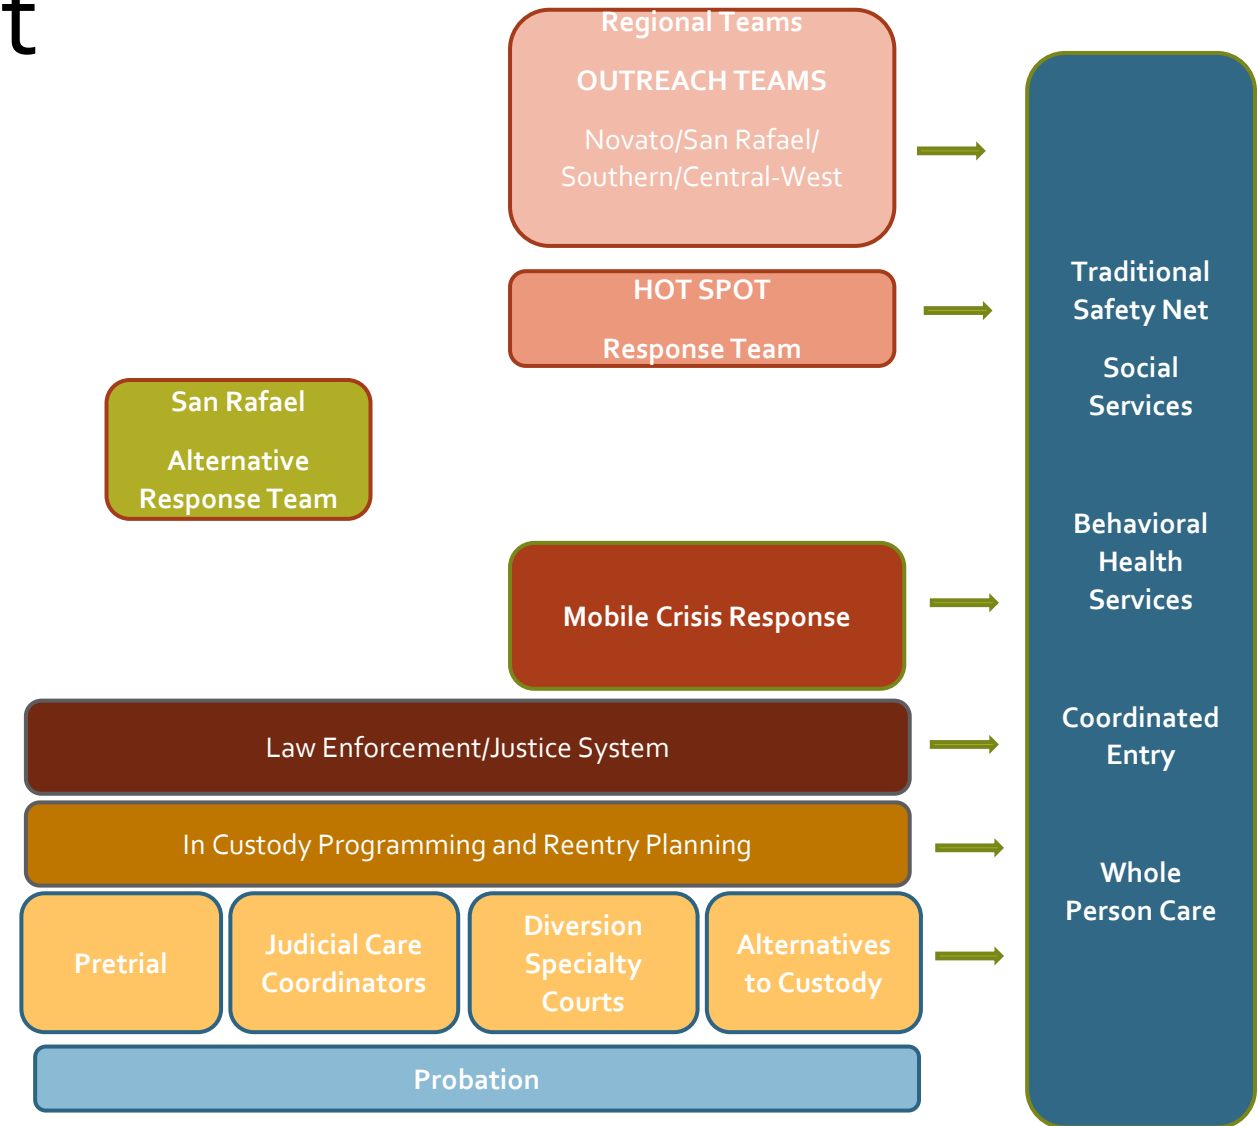 t
Regional Teams
OUTREACH TEAMS
Novato/San Rafael/
Southern/Central-West
HOT SPOT
Response Team
San Rafael
Alternative
Response Team
Mobile Crisis Response
Law Enforcement/Justice System
In Custody Programming and Reentry Planning
Pretrial
Judicial Care
Coordinators
Diversion
Specialty
Courts
Alternatives
to Custody
Probation
Traditional
Safety Net
Social
Services
Behavioral
Health
Services
Coordinated
Entry
Whole
Person Care